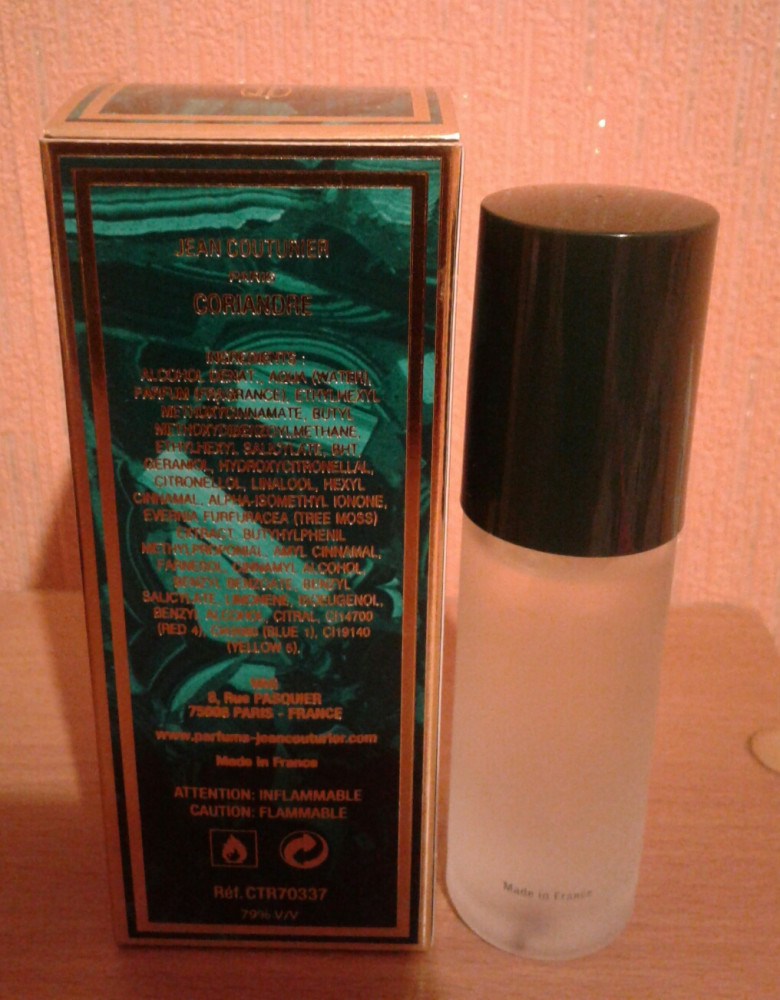 JEAN COUTURIER
PARIS
CORIANDRE
INGREDIENTS :
ALCOHOL DENAT., AQUA (WATER),
PARFUM (FRAGRANCE), ETHYLHEXYL
METHOXYCINNAMATE, BUTYL
METHOXYDIBENZOYLMETHANE,
ETHYLHEXYL SALICYLATE, BHT,
GERANIOL, HYDROXYCITRONELLAL,
CITRONELLOL, LINALOOL, HEXYL
CINNAMAL, ALPHA-ISOMETHYL IONONE,
EVERNIA FURFURACEA (TREE MOSS)
EXTRACT, BUTYHYLPHENIL
METHYLPROPONIAL, AMYL CINNAMAL,
FARNESOL, CINNAMYL ALCOHOL,
BENZYL BENZOATE, BENZYL
SALICYLATE, LIMONENE, ISOEUGENOL,
BENZYL ALCOHOL, CITRAL, CI14700
(RED 4), (BLUE 1), CI19140
(YELLOW 5).
8, Rue PASQUIER
75008 PARIS - FRANCE
www.parfums-jeancouturier.com
Made in France
ATTENTION: INFLAMMABLE
CAUTION: FLAMMABLE
Réf. CTR70337
79% V/V
Made in France